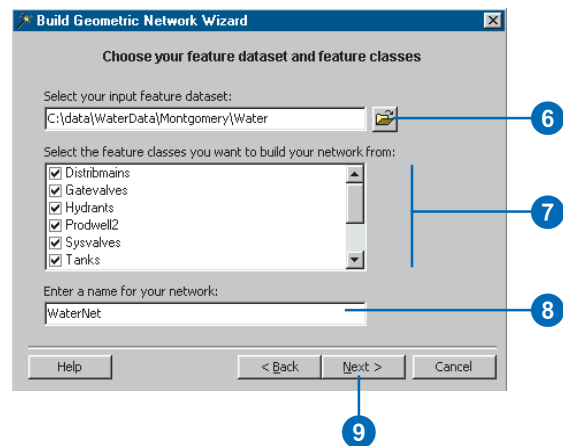 Build Geometric Network Wizard
Choose your feature dataset and feature classes
Select your input feature dataset:
C:\data\WaterData\Montgomery\Water
6
Select the feature classes you want to build your network from:
Distribmains
Gatevalves
Hydrants
Prodwell2
Sysvalves
Tanks
7
Enter a name for your network:
WaterNet
8
Help
< Back
Next >
Cancel
9